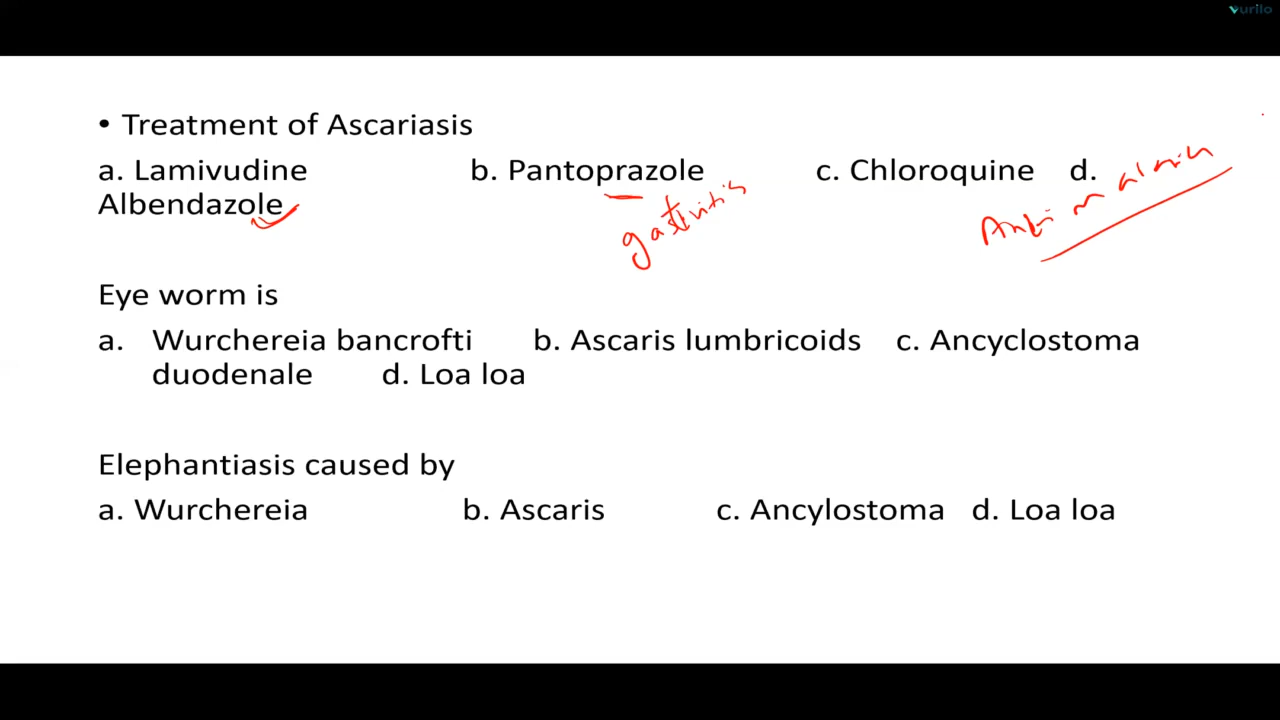 vurilo
• Treatment of Ascariasis
a. Lamivudine b. Pantoprazole c. Chloroquine d.
Albendazole
gastritis
Anti malaria
Eye worm is
a. Wurchereia bancrofti b. Ascaris lumbricoids c. Ancyclostoma
duodenale d. Loa loa
Elephantiasis caused by
a. Wurchereia b. Ascaris c. Ancylostoma d. Loa loa